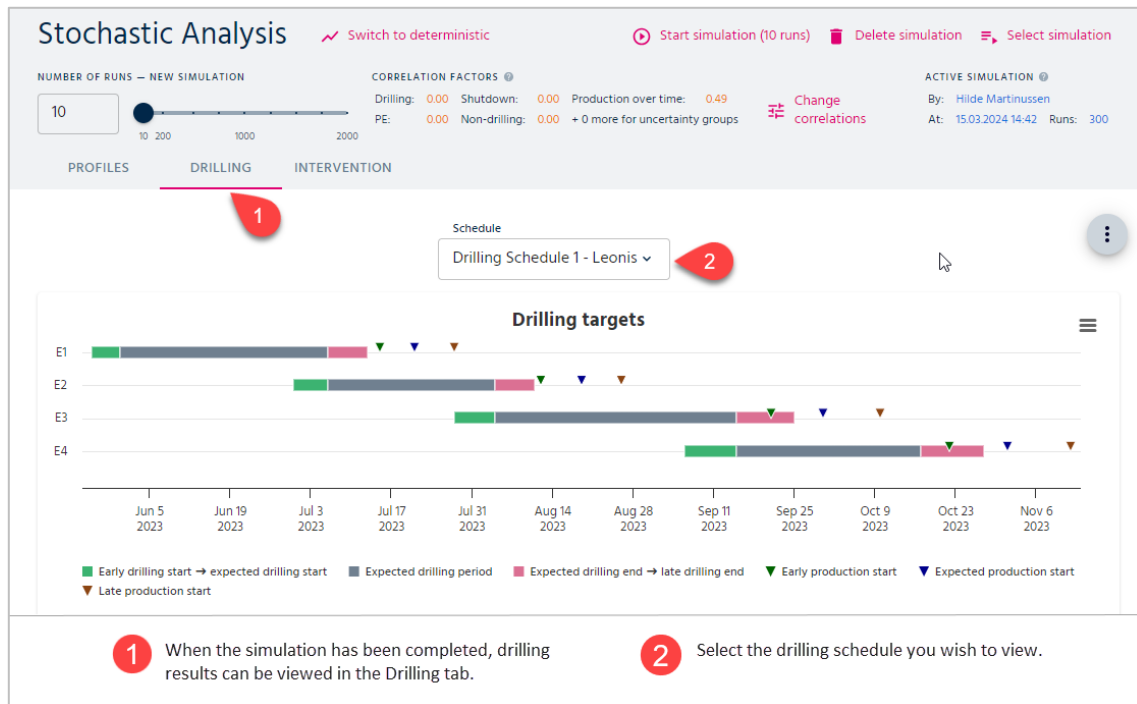 Stochastic Analysis
Switch to deterministic
Start simulation (10 runs)
Delete simulation
Select simulation
NUMBER OF RUNS — NEW SIMULATION
10
10 200 1000 2000
CORRELATION FACTORS
Drilling: 0.00 Shutdown: 0.00 Production over time: 0.49
PE: 0.00 Non-drilling: 0.00 + 0 more for uncertainty groups
Change
correlations
ACTIVE SIMULATION
By: Hilde Martinussen
At: 15.03.2024 14:42 Runs: 300
PROFILES DRILLING INTERVENTION
1
Schedule
Drilling Schedule 1 - Leonis
2
Drilling targets
E1
E2
E3
E4
Jun 5 Jun 19 Jul 3 Jul 17 Jul 31 Aug 14 Aug 28 Sep 11 Sep 25 Oct 9 Oct 23 Nov 6
2023 2023 2023 2023 2023 2023 2023 2023 2023 2023 2023 2023
Early drilling start → expected drilling start Expected drilling period Expected drilling end → late drilling end Early production start Expected production start
Late production start
1 When the simulation has been completed, drilling
results can be viewed in the Drilling tab.
2 Select the drilling schedule you wish to view.